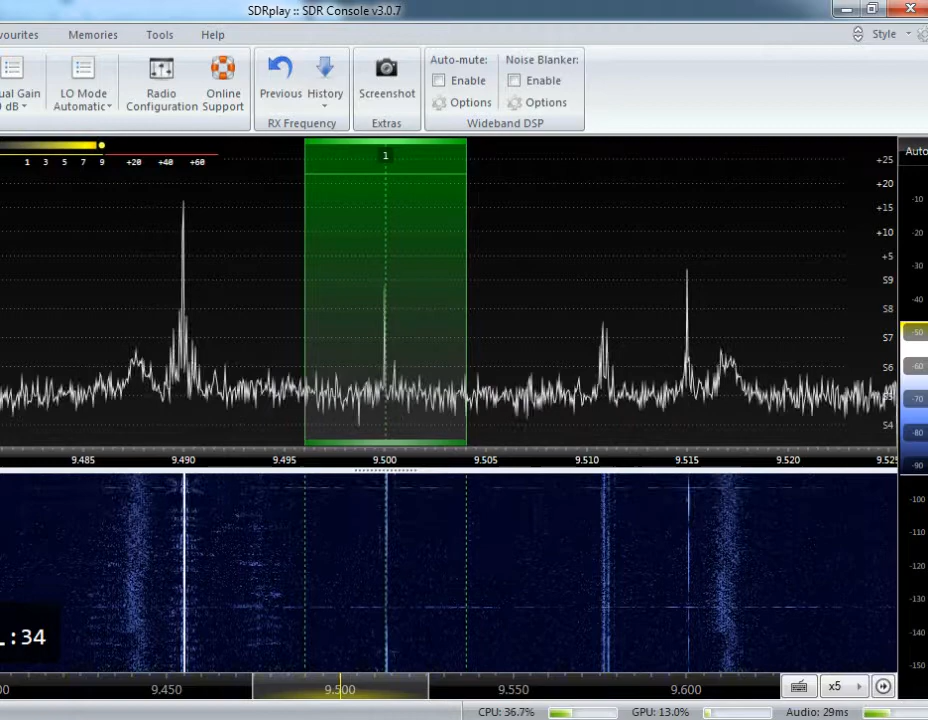 SDRplay :: SDR Console v3.0.7
vourites Memories Tools Help Style
ual Gain
dB
LO Mode
Automatic
Radio
Configuration
Online
Support
Previous
History
RX Frequency
Screenshot
Extras
Auto-mute:
Enable
Options
Noise Blanker:
Enable
Options
Wideband DSP
1 3 5 7 9 +20 +40 +60
1
+25
+20
+15
+10
+5
S9
S8
S7
S6
S5
S4
9.485 9.490 9.495 9.500 9.505 9.510 9.515 9.520 9.525
Auto
-10
-20
-30
-40
-50
-60
-70
-80
-90
-100
-110
-120
-130
-140
-150
:34
9.450 9.500 9.550 9.600 x5
CPU: 36.7% GPU: 13.0% Audio: 29ms